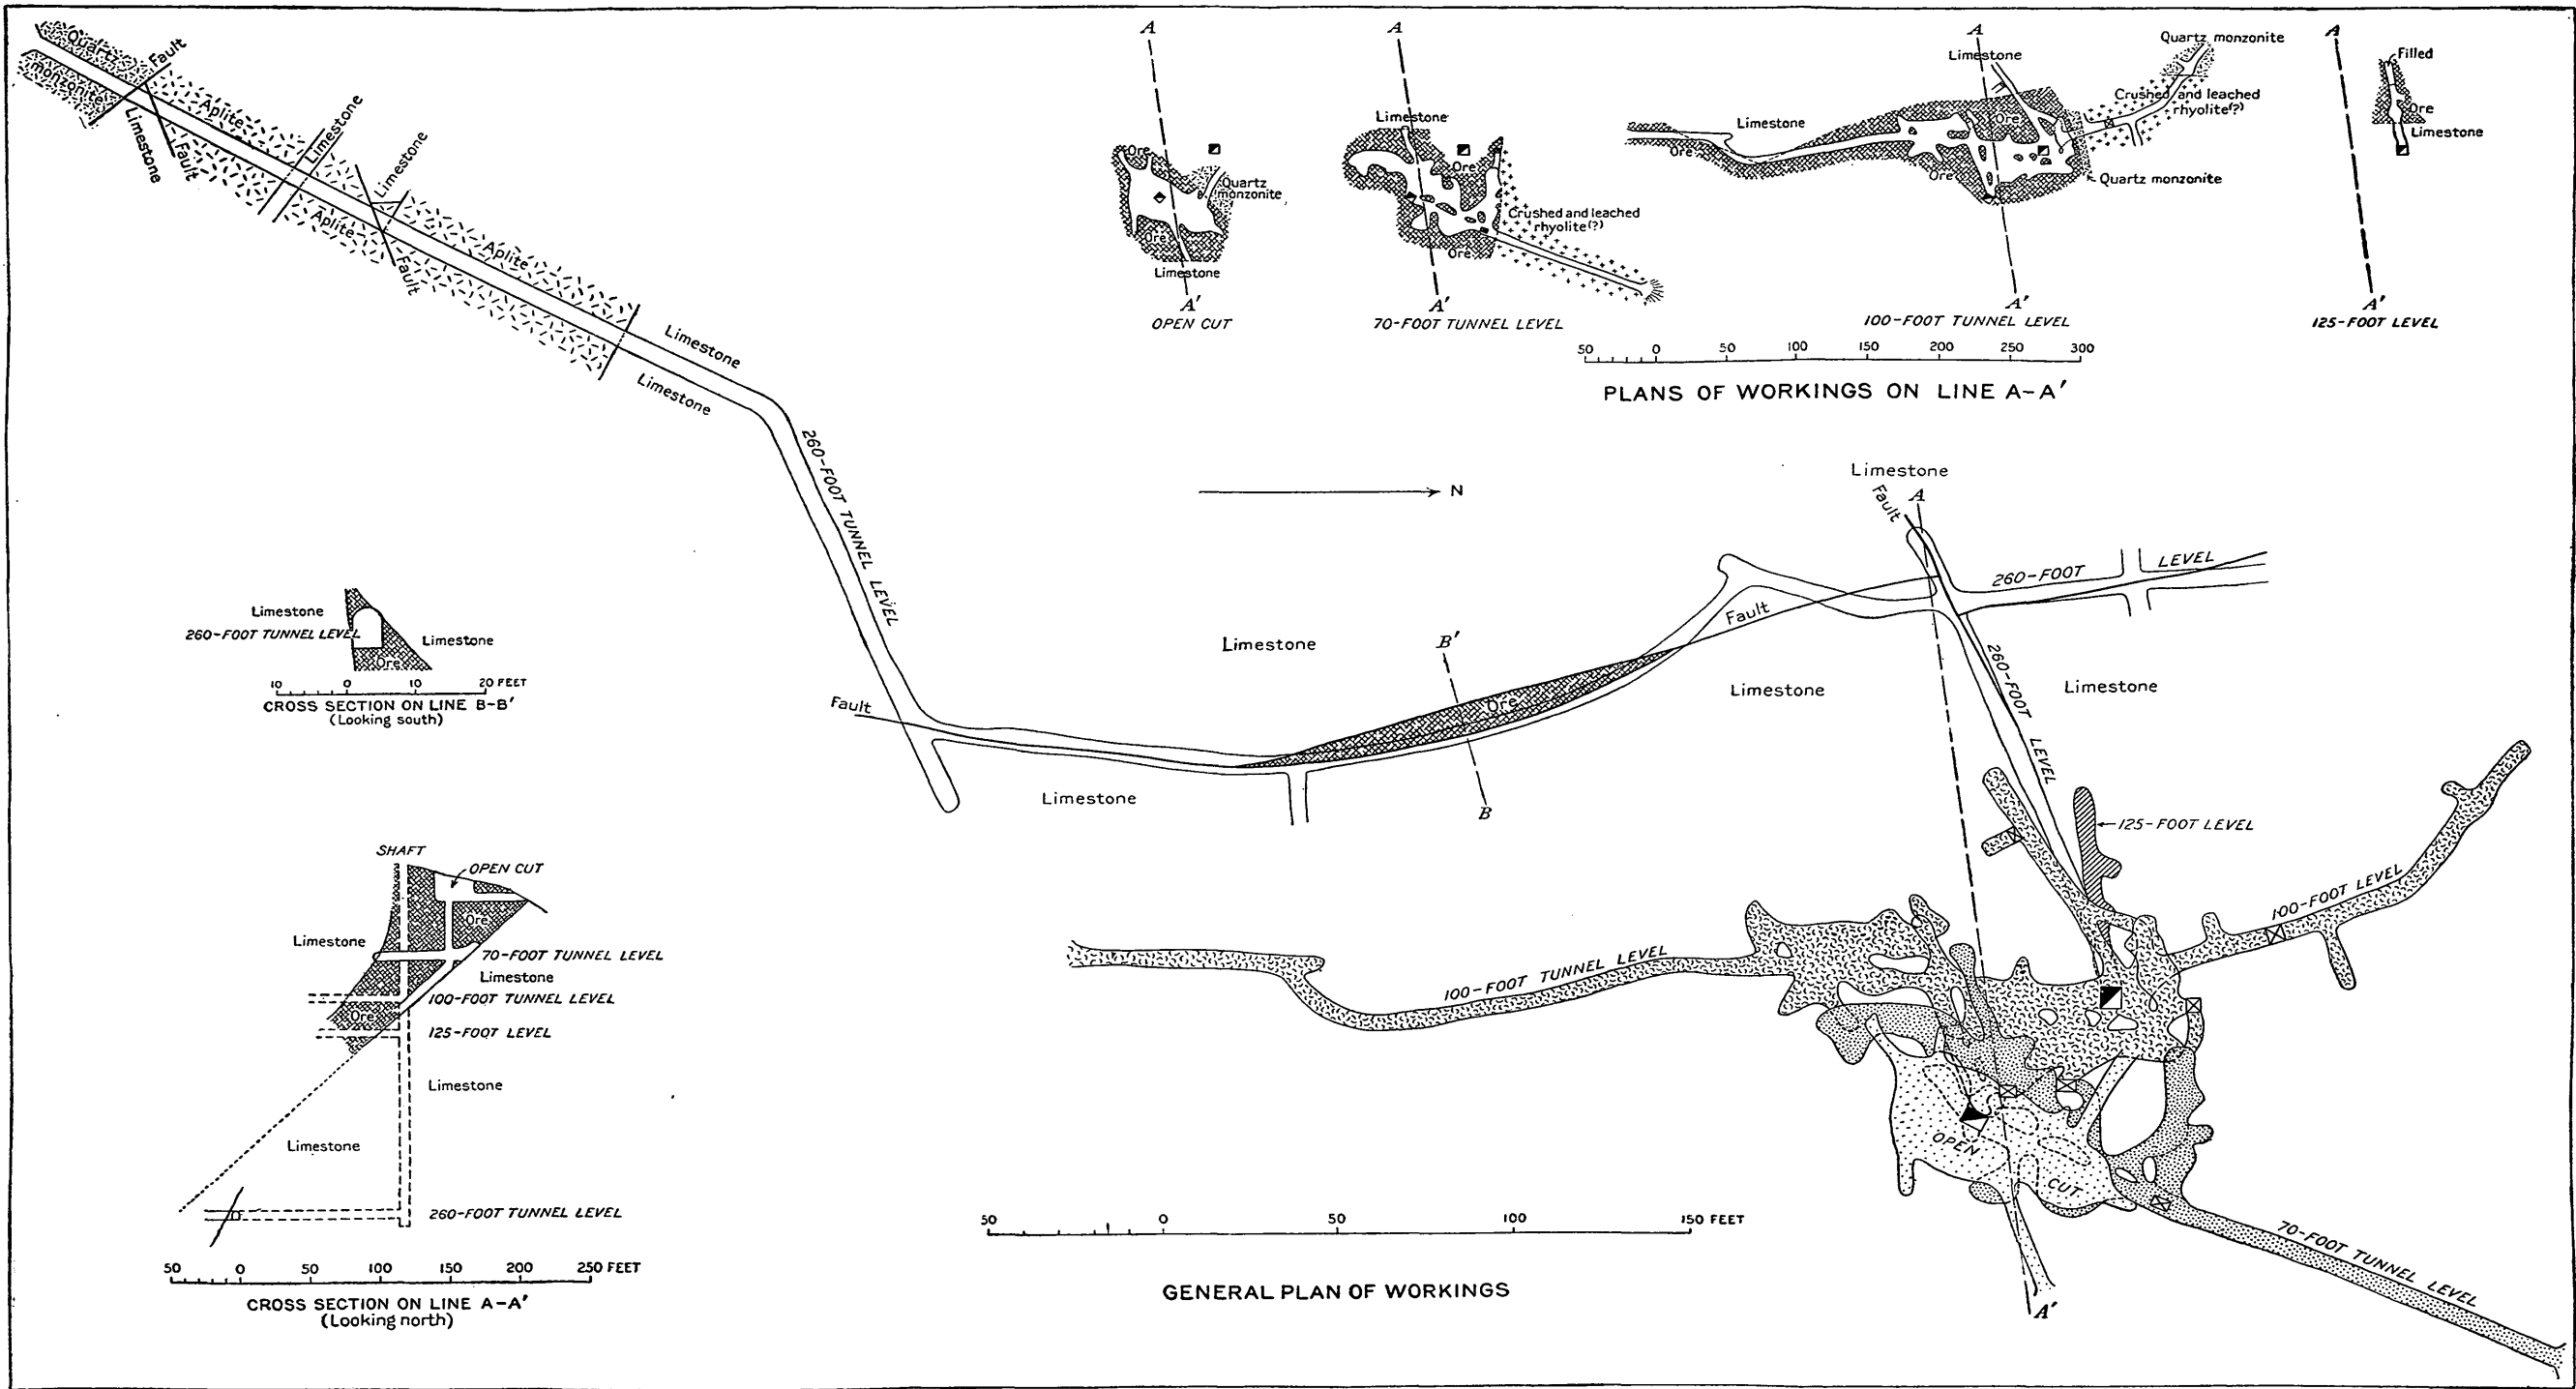 Quartz
monzonite
Fault
Limestone
Fault
Aplite
Limestone
Aplite
Limestone
Fault
Aplite
Limestone
Limestone
260-FOOT TUNNEL LEVEL
A
Ore
Quartz
monzonite
Ore
Limestone
A'
OPEN CUT
A
Limestone
Ore
Crushed and leached
rhyolite(?)
Ore
A'
70-FOOT TUNNEL LEVEL
A
Limestone
Quartz monzonite
Limestone
Crushed and leached
rhyolite(?)
Ore
Ore
Ore
Quartz monzonite
A'
100-FOOT TUNNEL LEVEL
A
Filled
Ore
Limestone
A'
125-FOOT LEVEL
50 0 50 100 150 200 250 300
PLANS OF WORKINGS ON LINE A-A'
N
Limestone
Fault
A
260-FOOT LEVEL
Limestone
Fault
B'
Ore
Limestone
260-FOOT LEVEL
Limestone
Fault
Limestone
B
125-FOOT LEVEL
100-FOOT LEVEL
100-FOOT TUNNEL LEVEL
OPEN CUT
70-FOOT TUNNEL LEVEL
A'
50 0 50 100 150 FEET
GENERAL PLAN OF WORKINGS
Limestone
260-FOOT TUNNEL LEVEL
Limestone
Ore
10 0 10 20 FEET
CROSS SECTION ON LINE B-B'
(Looking south)
SHAFT
OPEN CUT
Ore
Limestone
70-FOOT TUNNEL LEVEL
Limestone
100-FOOT TUNNEL LEVEL
Ore
125-FOOT LEVEL
Limestone
Limestone
260-FOOT TUNNEL LEVEL
50 0 50 100 150 200 250 FEET
CROSS SECTION ON LINE A-A'
(Looking north)